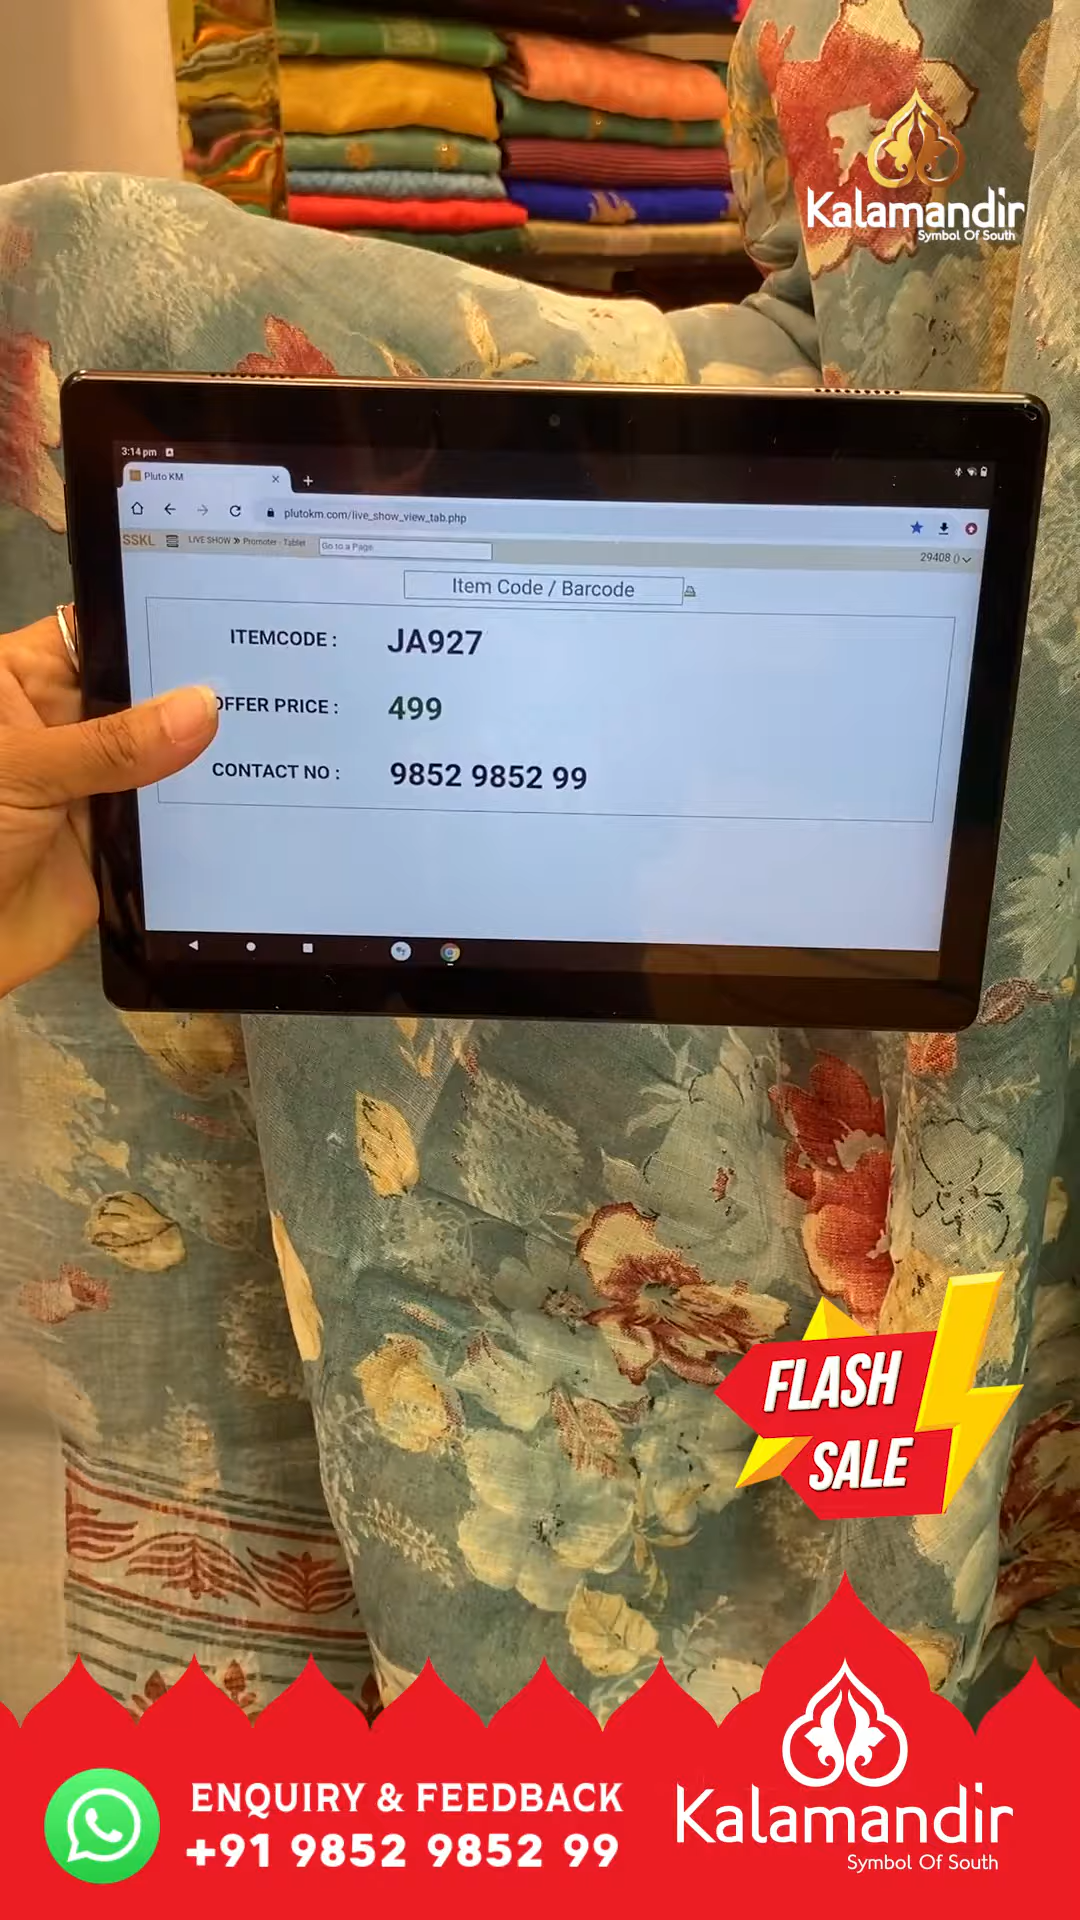 Kalamandir
Symbol Of South
3:14 pm
Pluto KM
plutokm.com/live_show_view_tab.php
SSKL
LIVE SHOW » Promoter - Tablet
Go to a Page
29408 ()
Item Code / Barcode
ITEMCODE : JA927
OFFER PRICE : 499
CONTACT NO : 9852 9852 99
FLASH
SALE
ENQUIRY & FEEDBACK
+91 9852 9852 99
Kalamandir
Symbol Of South